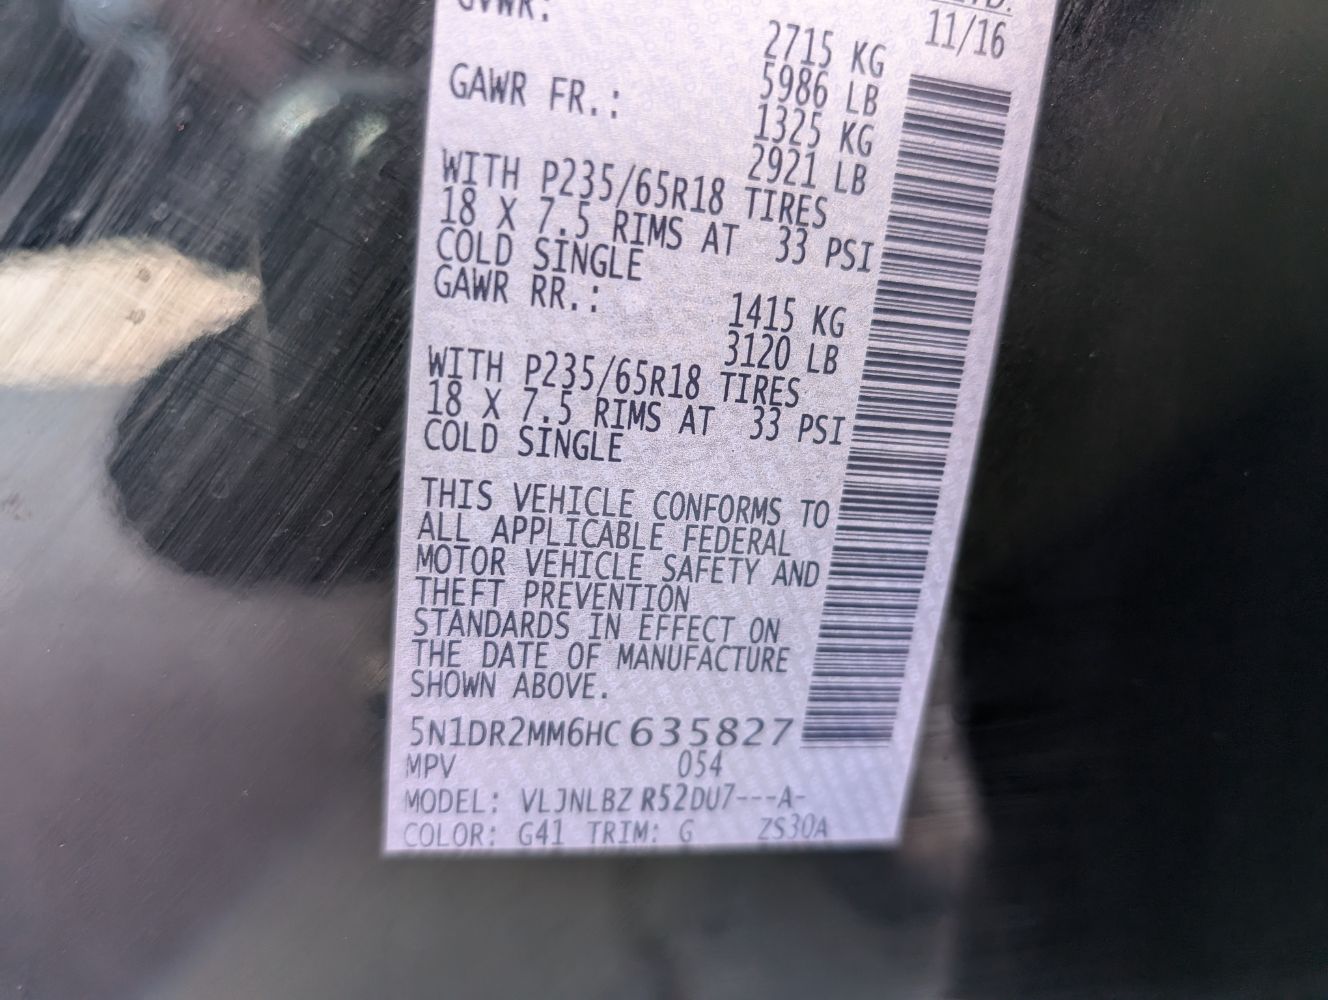 GVWR:
LTD.
11/16
2715 KG
5986 LB
GAWR FR.:
1325 KG
2921 LB
WITH P235/65R18 TIRES
18 X 7.5 RIMS AT 33 PSI
COLD SINGLE
GAWR RR.:
1415 KG
3120 LB
WITH P235/65R18 TIRES
18 X 7.5 RIMS AT 33 PSI
COLD SINGLE
THIS VEHICLE CONFORMS TO
ALL APPLICABLE FEDERAL
MOTOR VEHICLE SAFETY AND
THEFT PREVENTION
STANDARDS IN EFFECT ON
THE DATE OF MANUFACTURE
SHOWN ABOVE.
5N1DR2MM6HC 635827
MPV 054
MODEL: VLJNLBZ R52DU7---A-
COLOR: G41 TRIM: G ZS30A